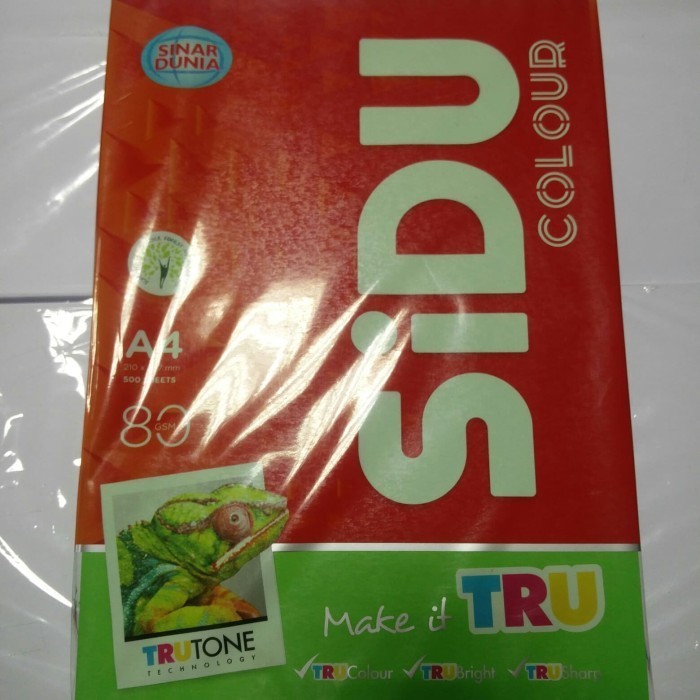 SINAR
DUNIA
SiDU
COLOUR
A4
500 SHEETS
80
GSM
Make it TRU
TRUTONE
TECHNOLOGY
TRUColour
TRUBright
TRUSharp